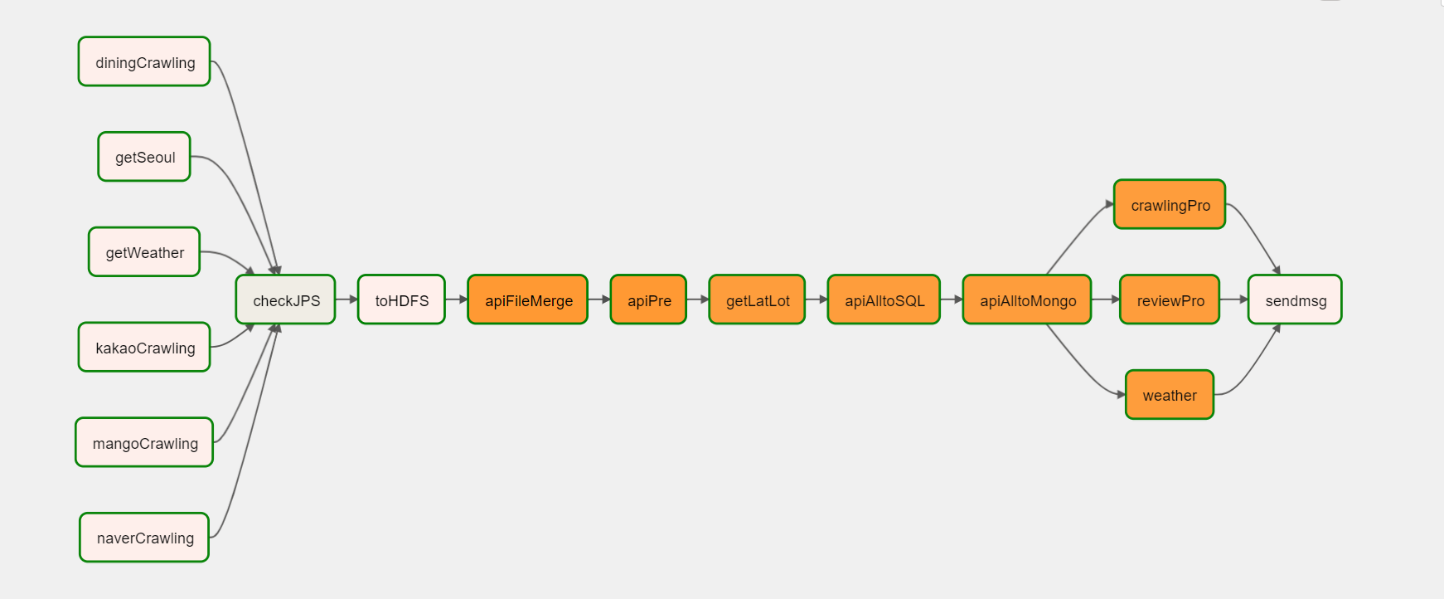 diningCrawling
getSeoul
getWeather
kakaoCrawling
mangoCrawling
naverCrawling
checkJPS
toHDFS
apiFileMerge
apiPre
getLatLot
apiAlltoSQL
apiAlltoMongo
crawlingPro
reviewPro
weather
sendmsg